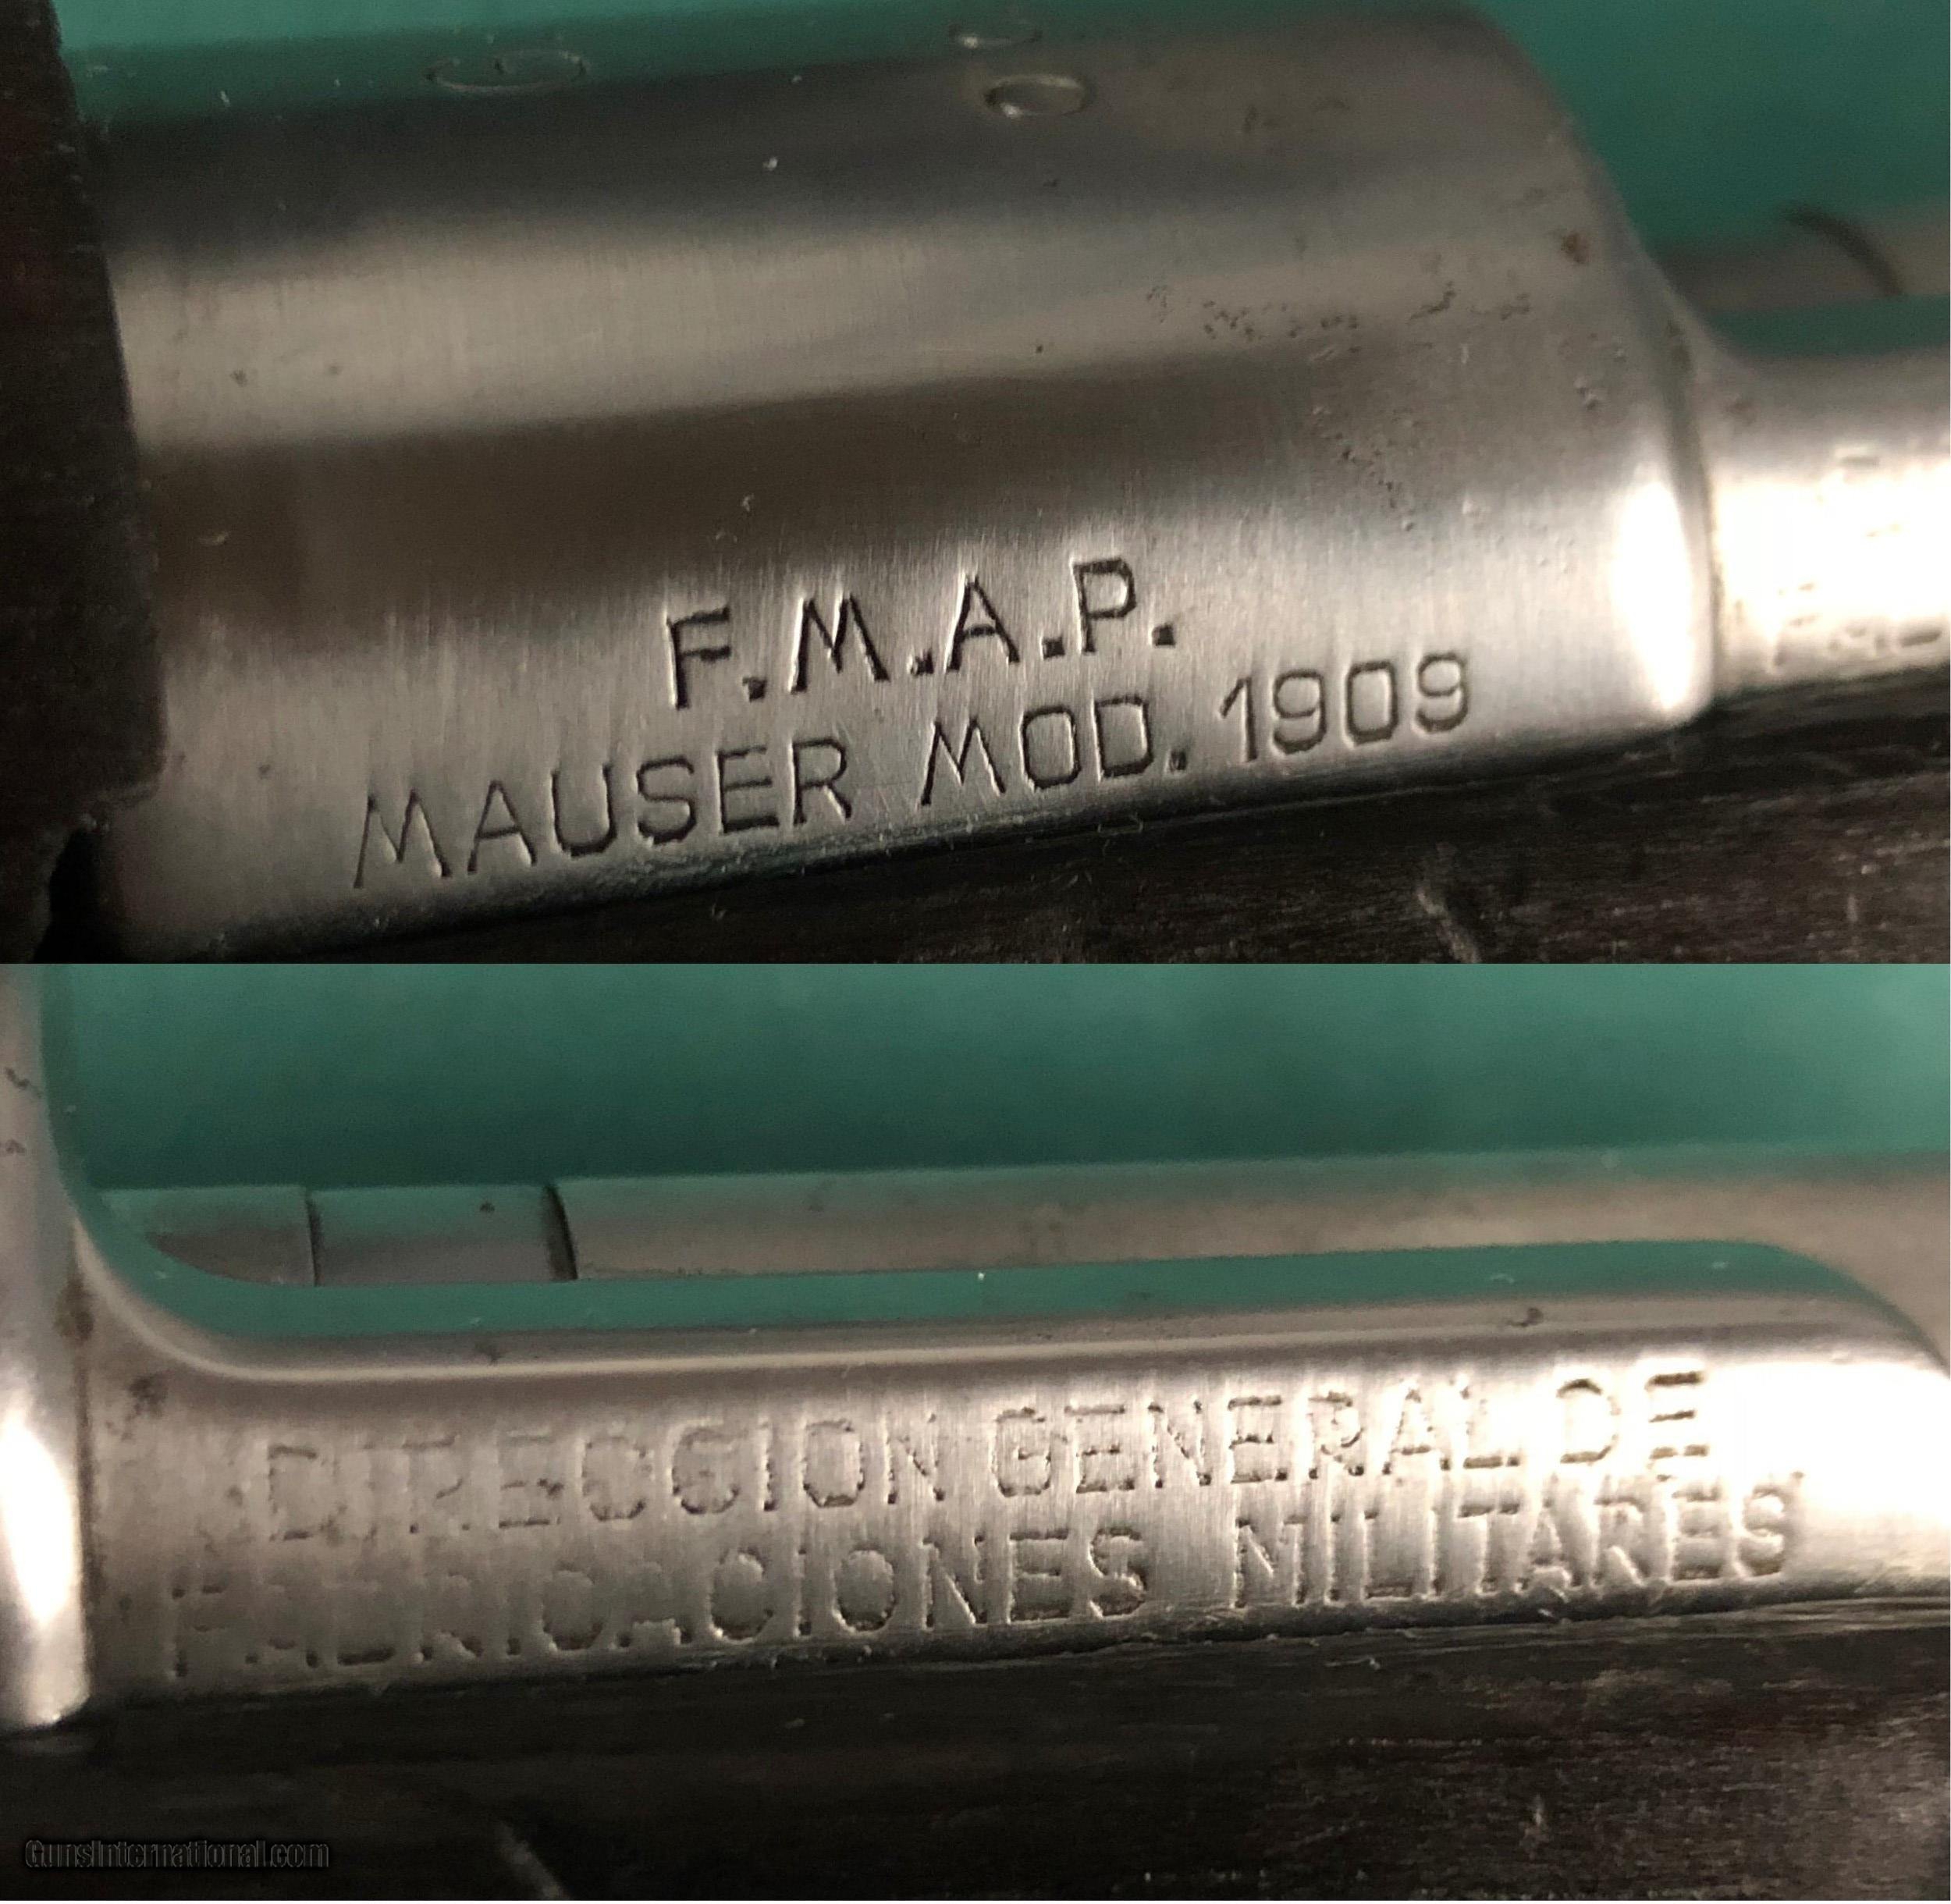 F.M.A.P.
MAUSER MOD. 1909
DIRECCION GENERAL DE
FABRICACIONES MILITARES
GunsInternational.com